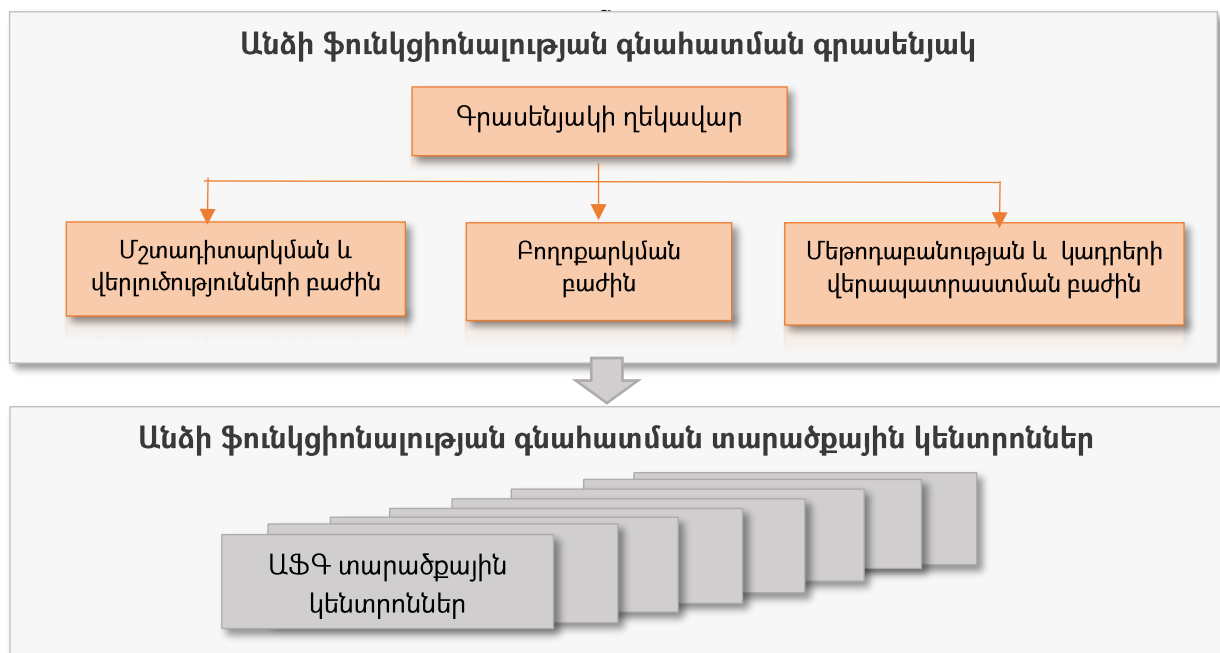 Անձի ֆունկցիոնալության գնահատման գրասենյակ
Գրասենյակի ղեկավար
Մշտադիտարկման և
վերլուծությունների բաժին
Բողոքարկման
բաժին
Մեթոդաբանության և կադրերի
վերապատրաստման բաժին
Անձի ֆունկցիոնալության գնահատման տարածքային կենտրոններ
ԱՖԳ տարածքային
կենտրոններ